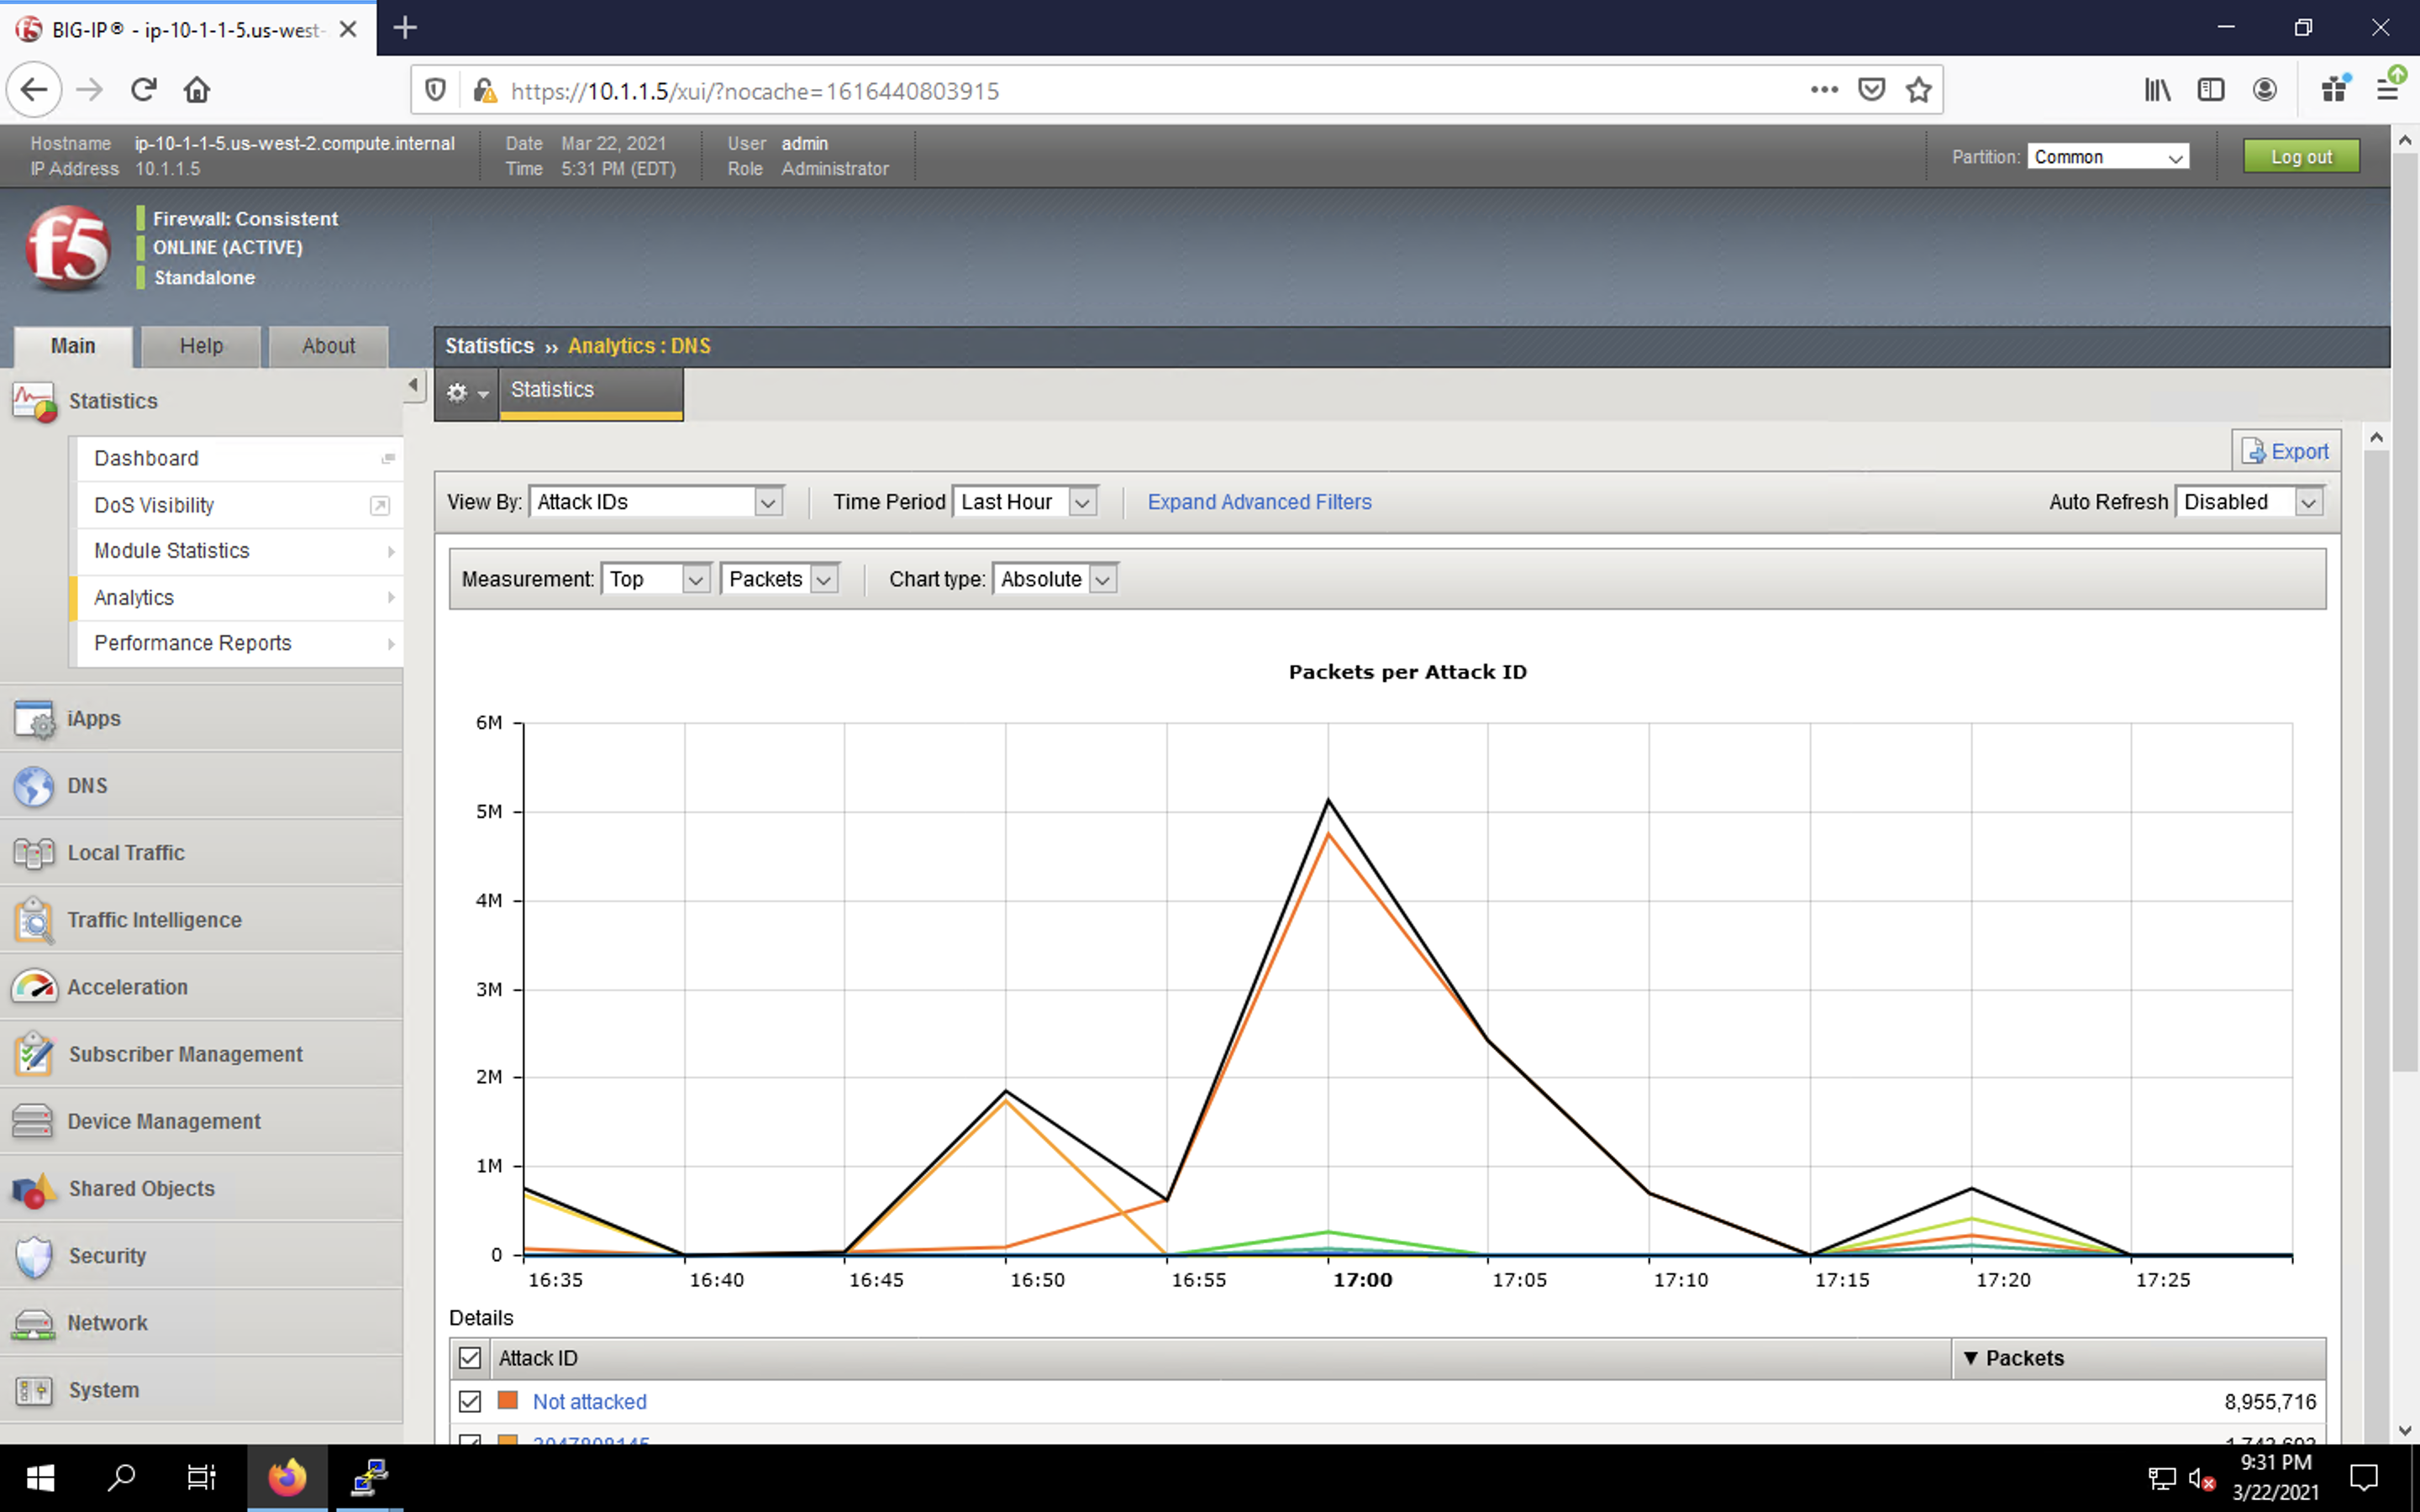 BIG-IP® - ip-10-1-1-5.us-west-
https://10.1.1.5/xui/?nocache=1616440803915
Hostname ip-10-1-1-5.us-west-2.compute.internal Date Mar 22, 2021 User admin
IP Address 10.1.1.5 Time 5:31 PM (EDT) Role Administrator
Partition: Common Log out
f5
Firewall: Consistent
ONLINE (ACTIVE)
Standalone
Main Help About
Statistics ›› Analytics : DNS
Statistics
Statistics
Dashboard
DoS Visibility
Module Statistics
Analytics
Performance Reports
iApps
DNS
Local Traffic
Traffic Intelligence
Acceleration
Subscriber Management
Device Management
Shared Objects
Security
Network
System
Export
View By: Attack IDs Time Period Last Hour Expand Advanced Filters Auto Refresh Disabled
Measurement: Top Packets Chart type: Absolute
Packets per Attack ID
6M
5M
4M
3M
2M
1M
0
16:35 16:40 16:45 16:50 16:55 17:00 17:05 17:10 17:15 17:20 17:25
Details
Attack ID ▼ Packets
Not attacked 8,955,716
9:31 PM
3/22/2021